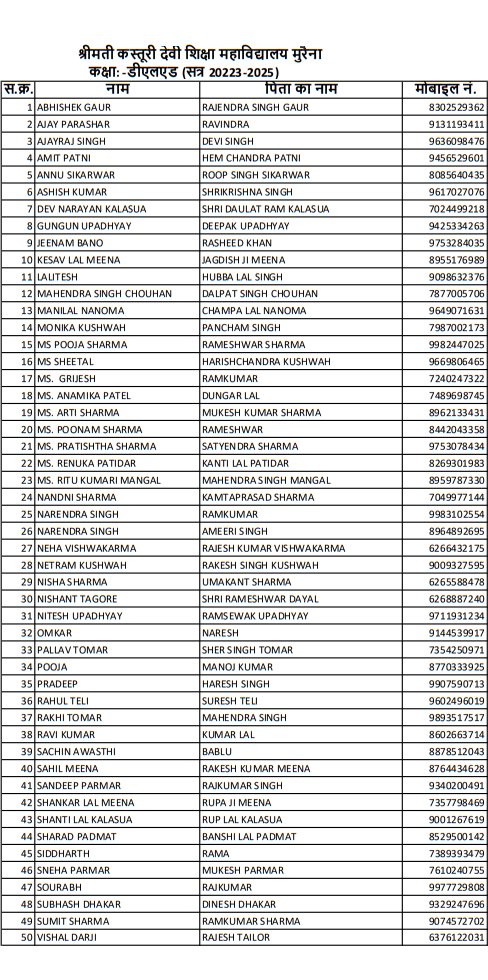 श्रीमती कस्तूरी देवी शिक्षा महाविद्यालय मुरैना
कक्षा:-डीएलएड (सत्र 20223-2025)
स.क्र. नाम पिता का नाम मोबाइल नं.
1 ABHISHEK GAUR RAJENDRA SINGH GAUR 8302529362
2 AJAY PARASHAR RAVINDRA 9131193411
3 AJAYRAJ SINGH DEVI SINGH 9636098476
4 AMIT PATNI HEM CHANDRA PATNI 9456529601
5 ANNU SIKARWAR ROOP SINGH SIKARWAR 8085640435
6 ASHISH KUMAR SHRIKRISHNA SINGH 9617027076
7 DEV NARAYAN KALASUA SHRI DAULAT RAM KALASUA 7024499218
8 GUNGUN UPADHYAY DEEPAK UPADHYAY 9425334263
9 JEENAM BANO RASHEED KHAN 9753284035
10 KESAV LAL MEENA JAGDISH JI MEENA 8955176989
11 LALITESH HUBBA LAL SINGH 9098632376
12 MAHENDRA SINGH CHOUHAN DALPAT SINGH CHOUHAN 7877005706
13 MANILAL NANOMA CHAMPA LAL NANOMA 9649071631
14 MONIKA KUSHWAH PANCHAM SINGH 7987002173
15 MS POOJA SHARMA RAMESHWAR SHARMA 9982447025
16 MS SHEETAL HARISHCHANDRA KUSHWAH 9669806465
17 MS. GRIJESH RAMKUMAR 7240247322
18 MS. ANAMIKA PATEL DUNGAR LAL 7489698745
19 MS. ARTI SHARMA MUKESH KUMAR SHARMA 8962133431
20 MS. POONAM SHARMA RAMESHWAR 8442043358
21 MS. PRATISHTHA SHARMA SATYENDRA SHARMA 9753078434
22 MS. RENUKA PATIDAR KANTI LAL PATIDAR 8269301983
23 MS. RITU KUMARI MANGAL MAHENDRA SINGH MANGAL 8959787330
24 NANDNI SHARMA KAMTAPRASAD SHARMA 7049977144
25 NARENDRA SINGH RAMKUMAR 9983102554
26 NARENDRA SINGH AMEERI SINGH 8964892695
27 NEHA VISHWAKARMA RAJESH KUMAR VISHWAKARMA 6266432175
28 NETRAM KUSHWAH RAKESH SINGH KUSHWAH 9009327595
29 NISHA SHARMA UMAKANT SHARMA 6265588478
30 NISHANT TAGORE SHRI RAMESHWAR DAYAL 6268887240
31 NITESH UPADHYAY RAMSEWAK UPADHYAY 9711931234
32 OMKAR NARESH 9144539917
33 PALLAV TOMAR SHER SINGH TOMAR 7354250971
34 POOJA MANOJ KUMAR 8770333925
35 PRADEEP HARESH SINGH 9907590713
36 RAHUL TELI SURESH TELI 9602496019
37 RAKHI TOMAR MAHENDRA SINGH 9893517517
38 RAVI KUMAR KUMAR LAL 8602663714
39 SACHIN AWASTHI BABLU 8878512043
40 SAHIL MEENA RAKESH KUMAR MEENA 8764434628
41 SANDEEP PARMAR RAJKUMAR SINGH 9340200491
42 SHANKAR LAL MEENA RUPA JI MEENA 7357798469
43 SHANTI LAL KALASUA RUP LAL KALASUA 9001267619
44 SHARAD PADMAT BANSHI LAL PADMAT 8529500142
45 SIDDHARTH RAMA 7389393479
46 SNEHA PARMAR MUKESH PARMAR 7610240755
47 SOURABH RAJKUMAR 9977729808
48 SUBHASH DHAKAR DINESH DHAKAR 9329247696
49 SUMIT SHARMA RAMKUMAR SHARMA 9074572702
50 VISHAL DARJI RAJESH TAILOR 6376122031